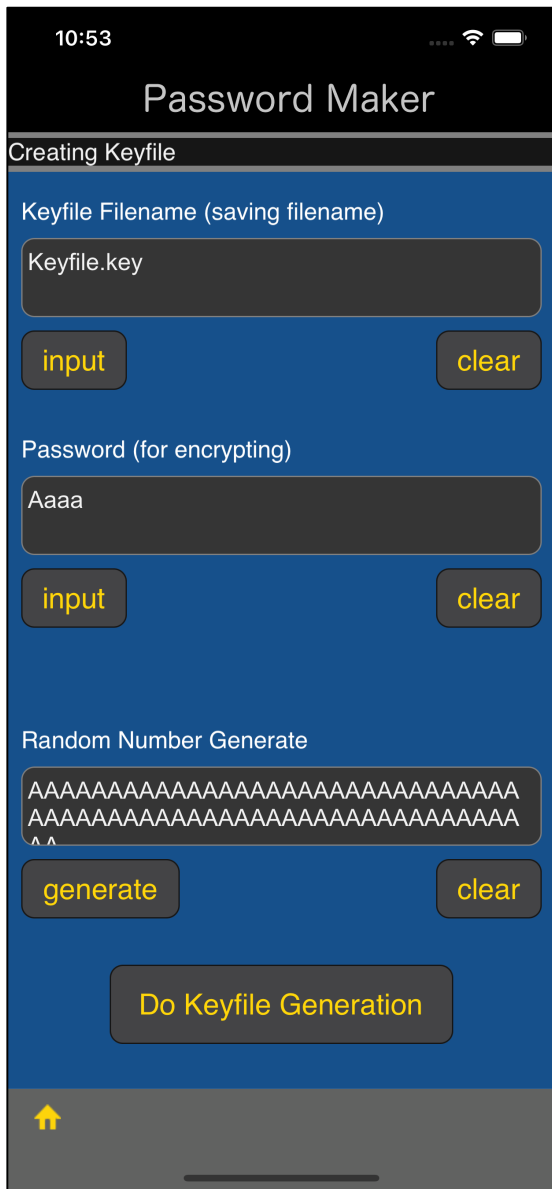 10:53
Password Maker
Creating Keyfile
Keyfile Filename (saving filename)
Keyfile.key
input clear
Password (for encrypting)
Aaaa
input clear
Random Number Generate
AAAAAAAAAAAAAAAAAAAAAAAAAAAAAAA
AAAAAAAAAAAAAAAAAAAAAAAAAAAAAAA
AA
generate clear
Do Keyfile Generation